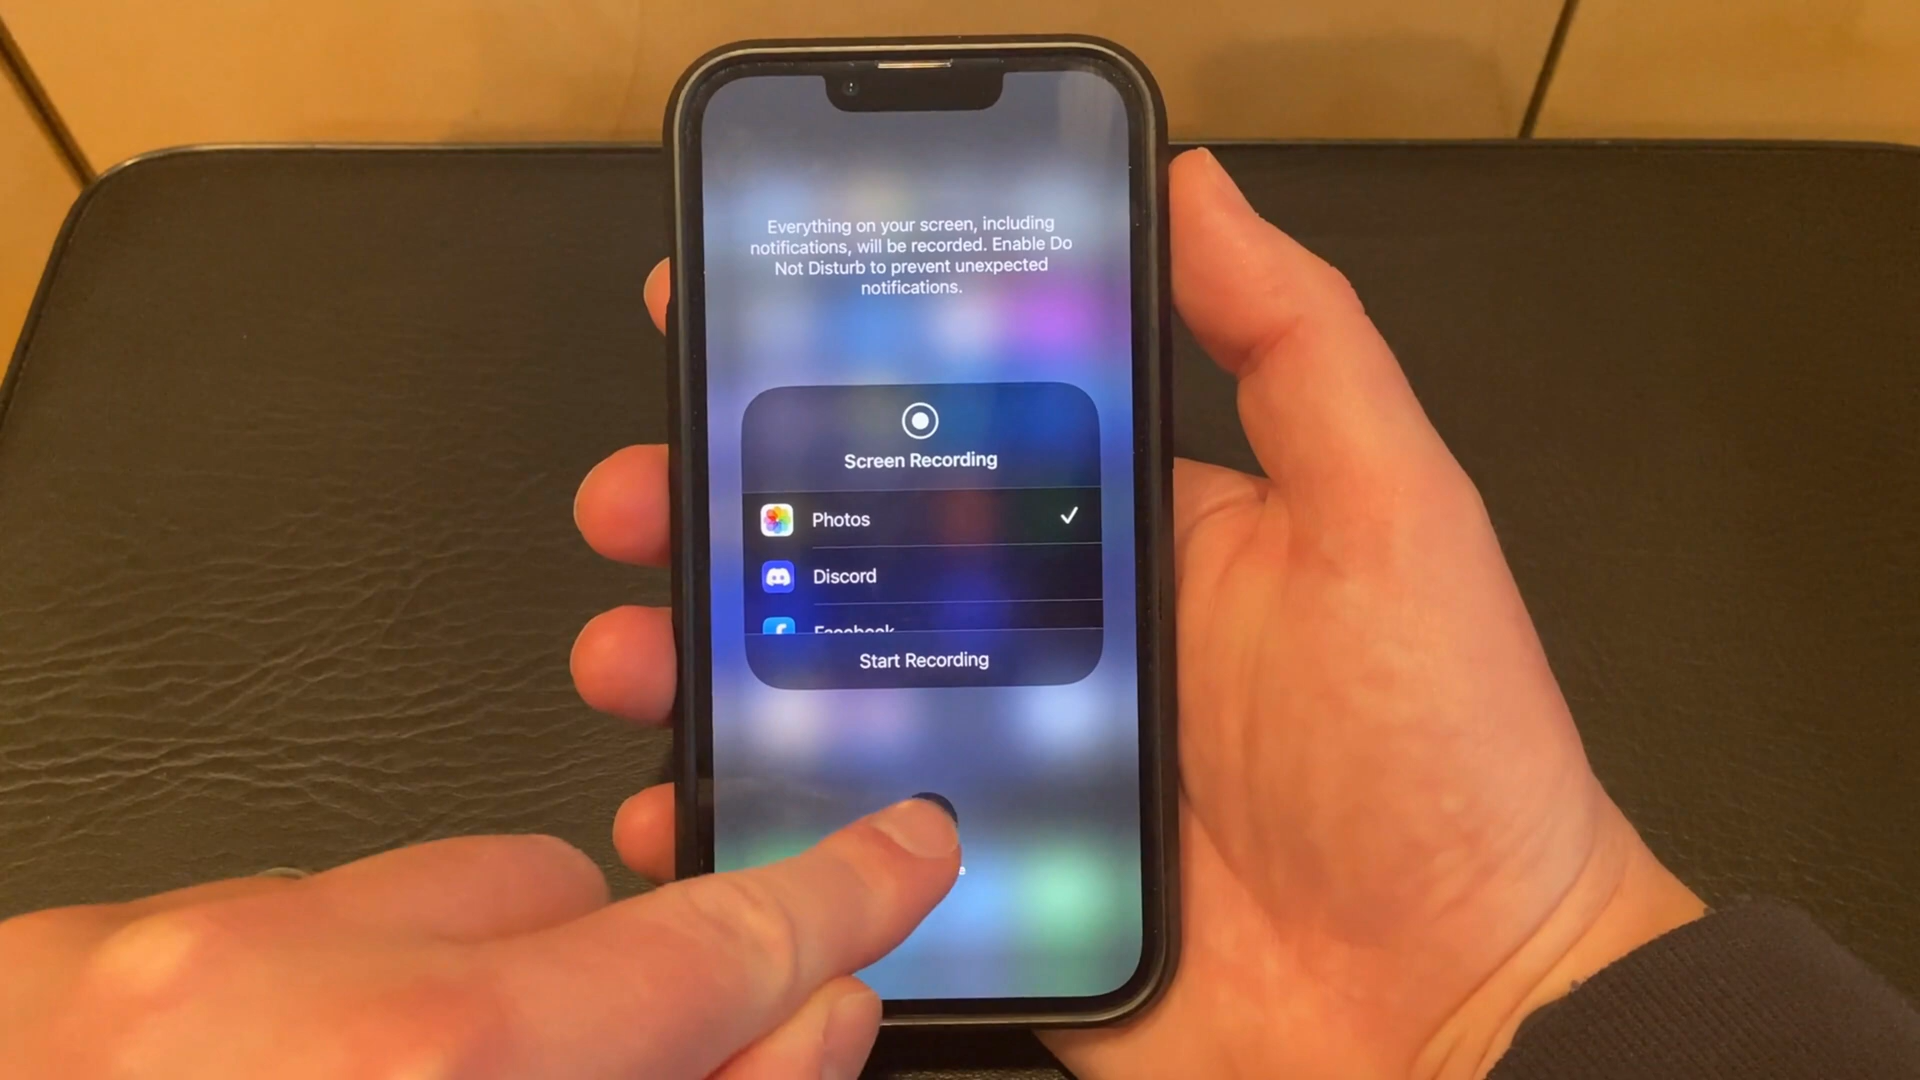 Everything on your screen, including
notifications, will be recorded. Enable Do
Not Disturb to prevent unexpected
notifications.
Screen Recording
Photos
Discord
Facebook
Start Recording